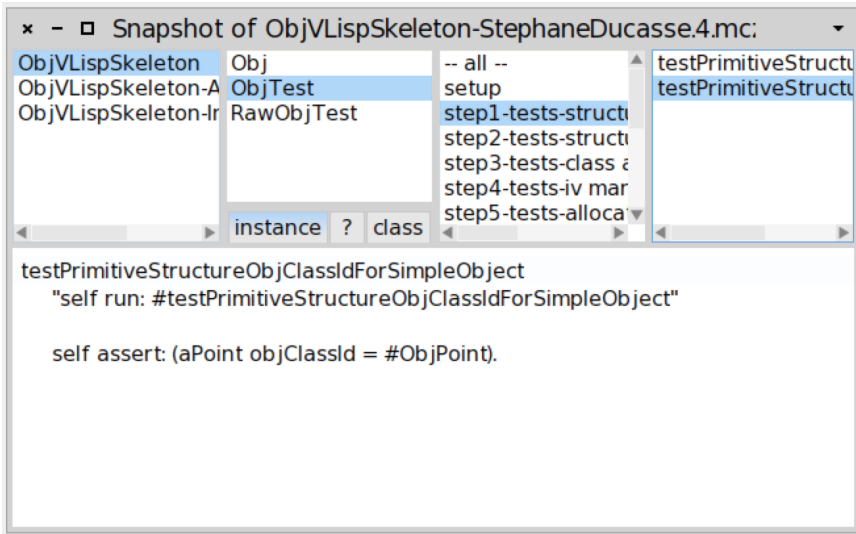 Snapshot of ObjVLispSkeleton-StephaneDucasse.4.mcz
ObjVLispSkeleton
ObjVLispSkeleton-A
ObjVLispSkeleton-Ir
Obj
ObjTest
RawObjTest
instance ? class
-- all --
setup
step1-tests-structu
step2-tests-structu
step3-tests-class a
step4-tests-iv mar
step5-tests-alloca
testPrimitiveStructu
testPrimitiveStructu
testPrimitiveStructureObjClassIdForSimpleObject
"self run: #testPrimitiveStructureObjClassIdForSimpleObject"
self assert: (aPoint objClassId = #ObjPoint).